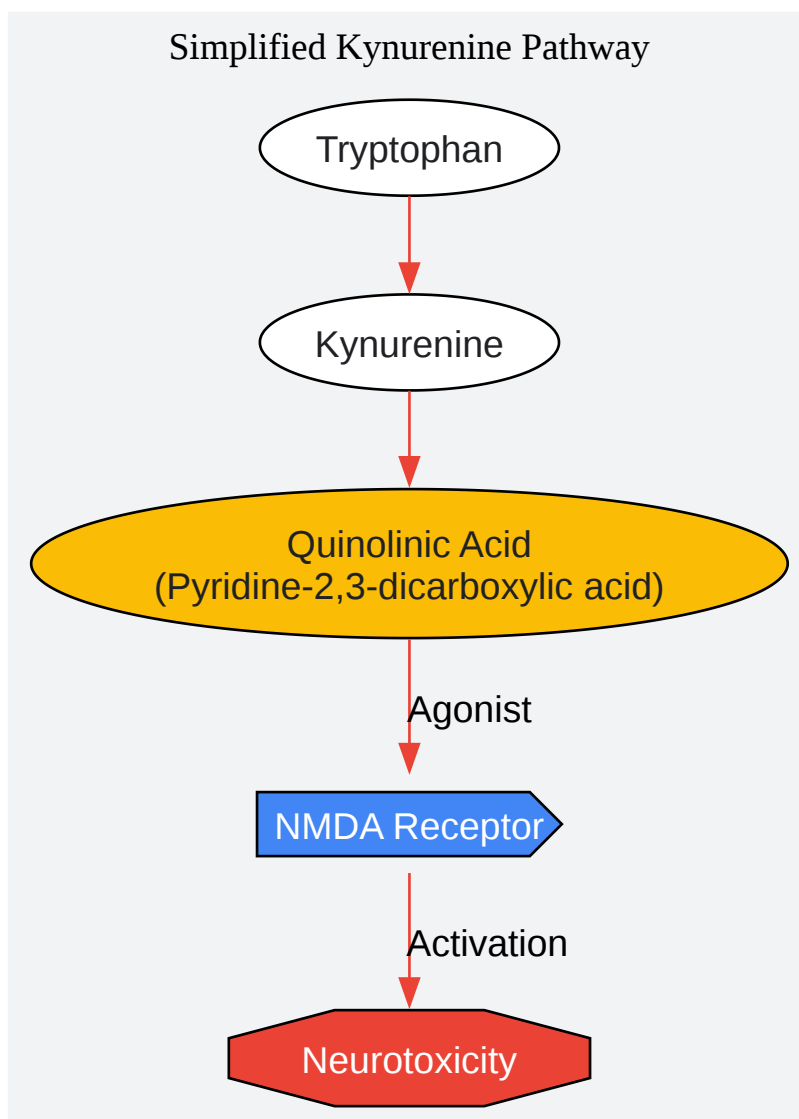 Simplified Kynurenine Pathway
Tryptophan
Kynurenine
Quinolinic Acid
(Pyridine-2,3-dicarboxylic acid)
Agonist
NMDA Receptor
Activation
Neurotoxicity